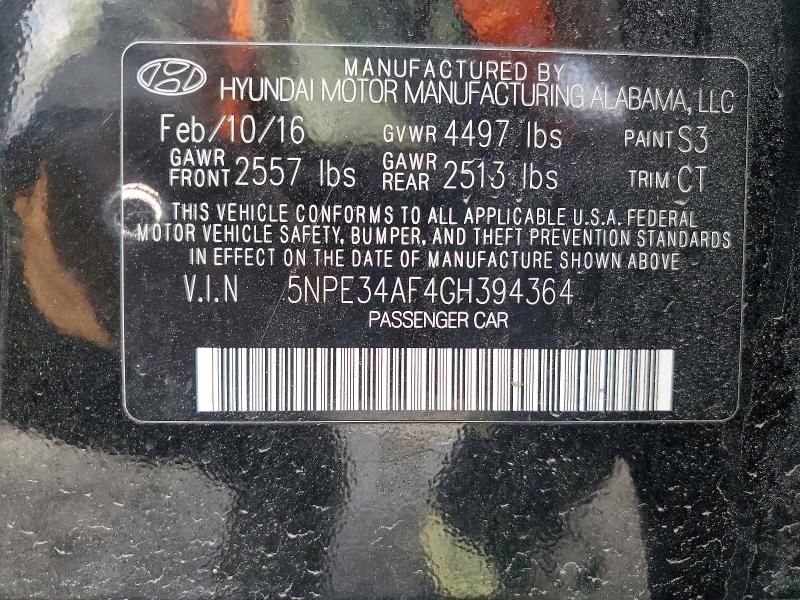 MANUFACTURED BY
HYUNDAI MOTOR MANUFACTURING ALABAMA, LLC
Feb/10/16 GVWR 4497 lbs PAINT S3
GAWR FRONT 2557 lbs GAWR REAR 2513 lbs TRIM CT
THIS VEHICLE CONFORMS TO ALL APPLICABLE U.S.A. FEDERAL
MOTOR VEHICLE SAFETY, BUMPER, AND THEFT PREVENTION STANDARDS
IN EFFECT ON THE DATE OF MANUFACTURE SHOWN ABOVE
V.I.N 5NPE34AF4GH394364
PASSENGER CAR